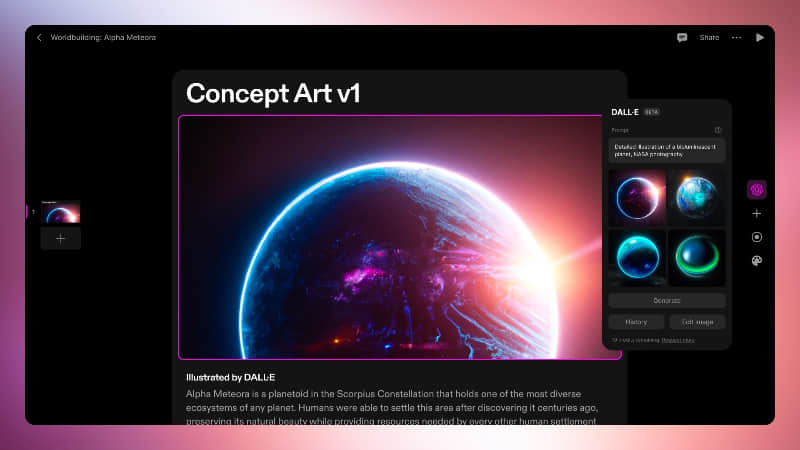 Worldbuilding: Alpha Meteora
Share
Concept Art v1
DALL·E BETA
Prompt
Detailed illustration of a bioluminescent
planet, NASA photography
1
Generate
History
Edit image
remaining.
Illustrated by DALL·E
Alpha Meteora is a planetoid in the Scorpius Constellation that holds one of the most diverse
ecosystems of any planet. Humans were able to settle this area after discovering it centuries ago,
preserving its natural beauty while providing resources needed by every other human settlement